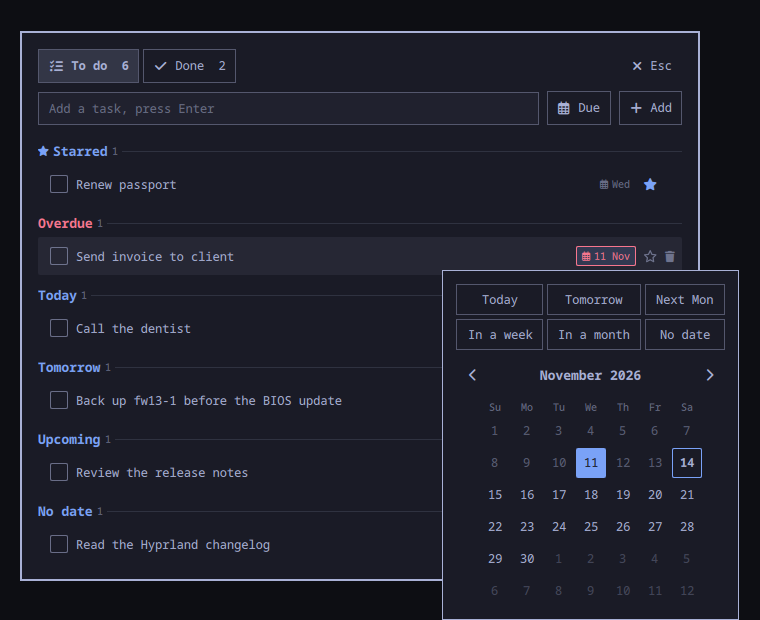 To do 6 Done 2 Esc
Add a task, press Enter Due Add
Starred 1
Renew passport Wed
Overdue 1
Send invoice to client 11 Nov
Today 1
Call the dentist
Tomorrow 1
Back up fw13-1 before the BIOS update
Upcoming 1
Review the release notes
No date 1
Read the Hyprland changelog
Today Tomorrow Next Mon
In a week In a month No date
November 2026
Su Mo Tu We Th Fr Sa
1 2 3 4 5 6 7
8 9 10 11 12 13 14
15 16 17 18 19 20 21
22 23 24 25 26 27 28
29 30 1 2 3 4 5
6 7 8 9 10 11 12